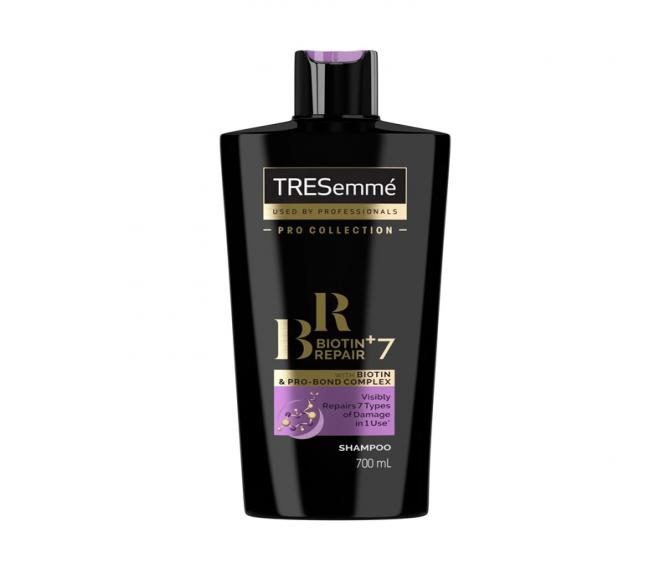 TRESemmé
USED BY PROFESSIONALS
PRO COLLECTION
BR
BIOTIN+7
REPAIR
WITH BIOTIN
& PRO-BOND COMPLEX
Visibly
Repairs 7 Types
of Damage
in 1 Use*
SHAMPOO
700 mL